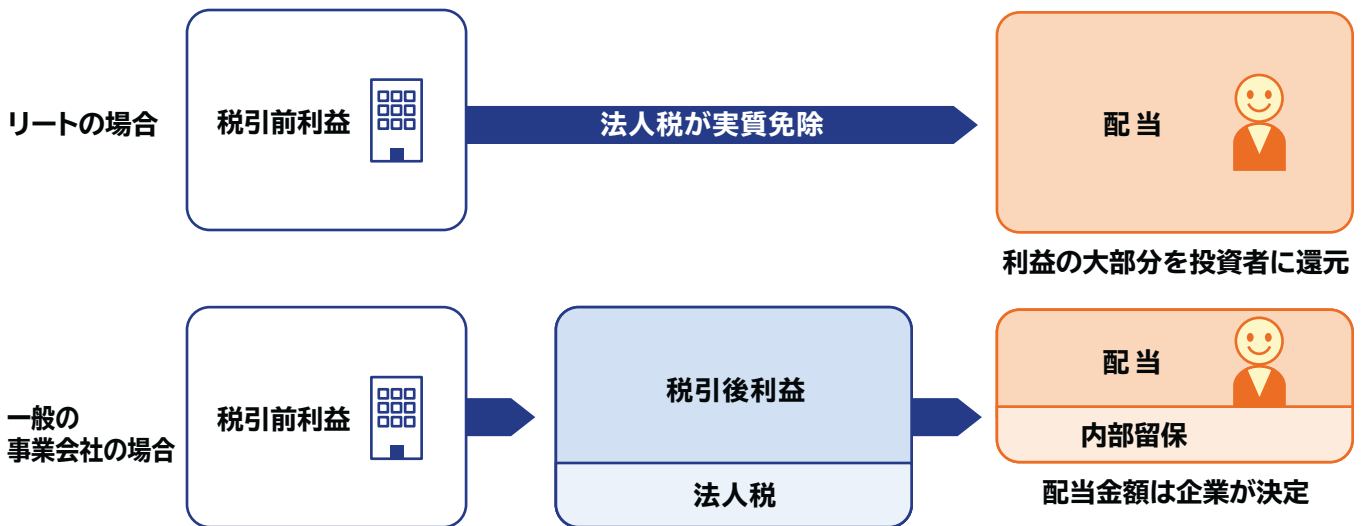 リートの場合
税引前利益
法人税が実質免除
配 当
利益の大部分を投資者に還元
一般の
事業会社の場合
税引前利益
税引後利益
法人税
配 当
内部留保
配当金額は企業が決定